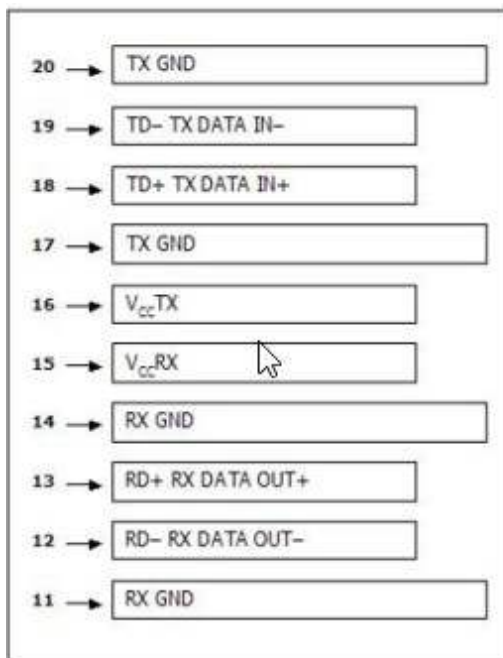 20 TX GND
19 TD– TX DATA IN–
18 TD+ TX DATA IN+
17 TX GND
16 VCCTX
15 VCCRX
14 RX GND
13 RD+ RX DATA OUT+
12 RD– RX DATA OUT–
11 RX GND